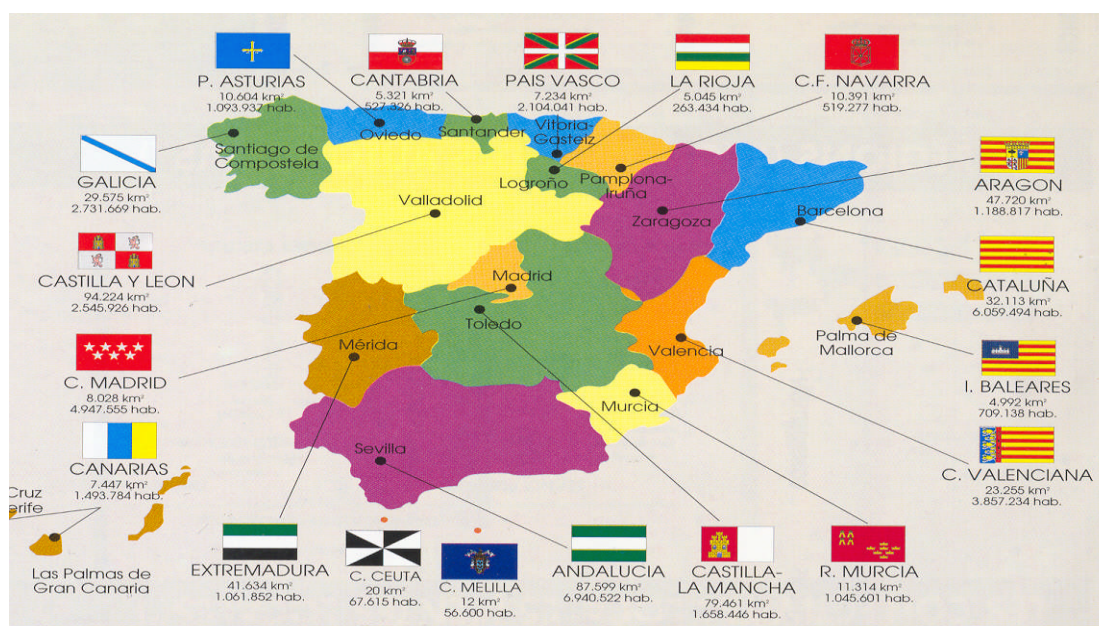 P. ASTURIAS
10.604 km²
1.093.937 hab.
CANTABRIA
5.321 km²
527.326 hab.
PAIS VASCO
7.234 km²
2.104.041 hab.
LA RIOJA
5.045 km²
263.434 hab.
C.F. NAVARRA
10.391 km²
519.277 hab.
GALICIA
29.575 km²
2.731.669 hab.
ARAGON
47.720 km²
1.188.817 hab.
CASTILLA Y LEON
94.224 km²
2.545.926 hab.
CATALUÑA
32.113 km²
6.059.494 hab.
C. MADRID
8.028 km²
4.947.555 hab.
I. BALEARES
4.992 km²
709.138 hab.
CANARIAS
7.447 km²
1.493.784 hab.
C. VALENCIANA
23.255 km²
3.857.234 hab.
EXTREMADURA
41.634 km²
1.061.852 hab.
C. CEUTA
20 km²
67.615 hab.
C. MELILLA
12 km²
56.600 hab.
ANDALUCIA
87.599 km²
6.940.522 hab.
CASTILLA-
LA MANCHA
79.461 km²
1.658.446 hab.
R. MURCIA
11.314 km²
1.045.601 hab.
Santiago de
Compostela
Oviedo
Santander
Vitoria-
Gasteiz
Logroño
Pamplona-
Iruña
Valladolid
Zaragoza
Barcelona
Madrid
Toledo
Mérida
Valencia
Palma de
Mallorca
Murcia
Sevilla
Cruz
erife
Las Palmas de
Gran Canaria